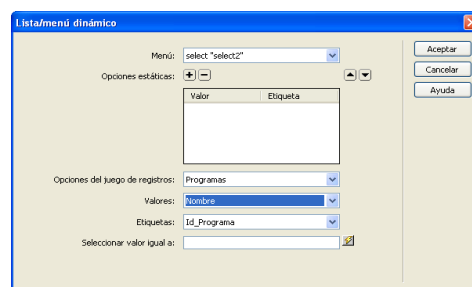 Lista/menú dinámico
Menú: select "select2"
Aceptar
Opciones estáticas:
Cancelar
Valor Etiqueta
Ayuda
Opciones del juego de registros: Programas
Valores: Nombre
Etiquetas: Id_Programa
Seleccionar valor igual a: